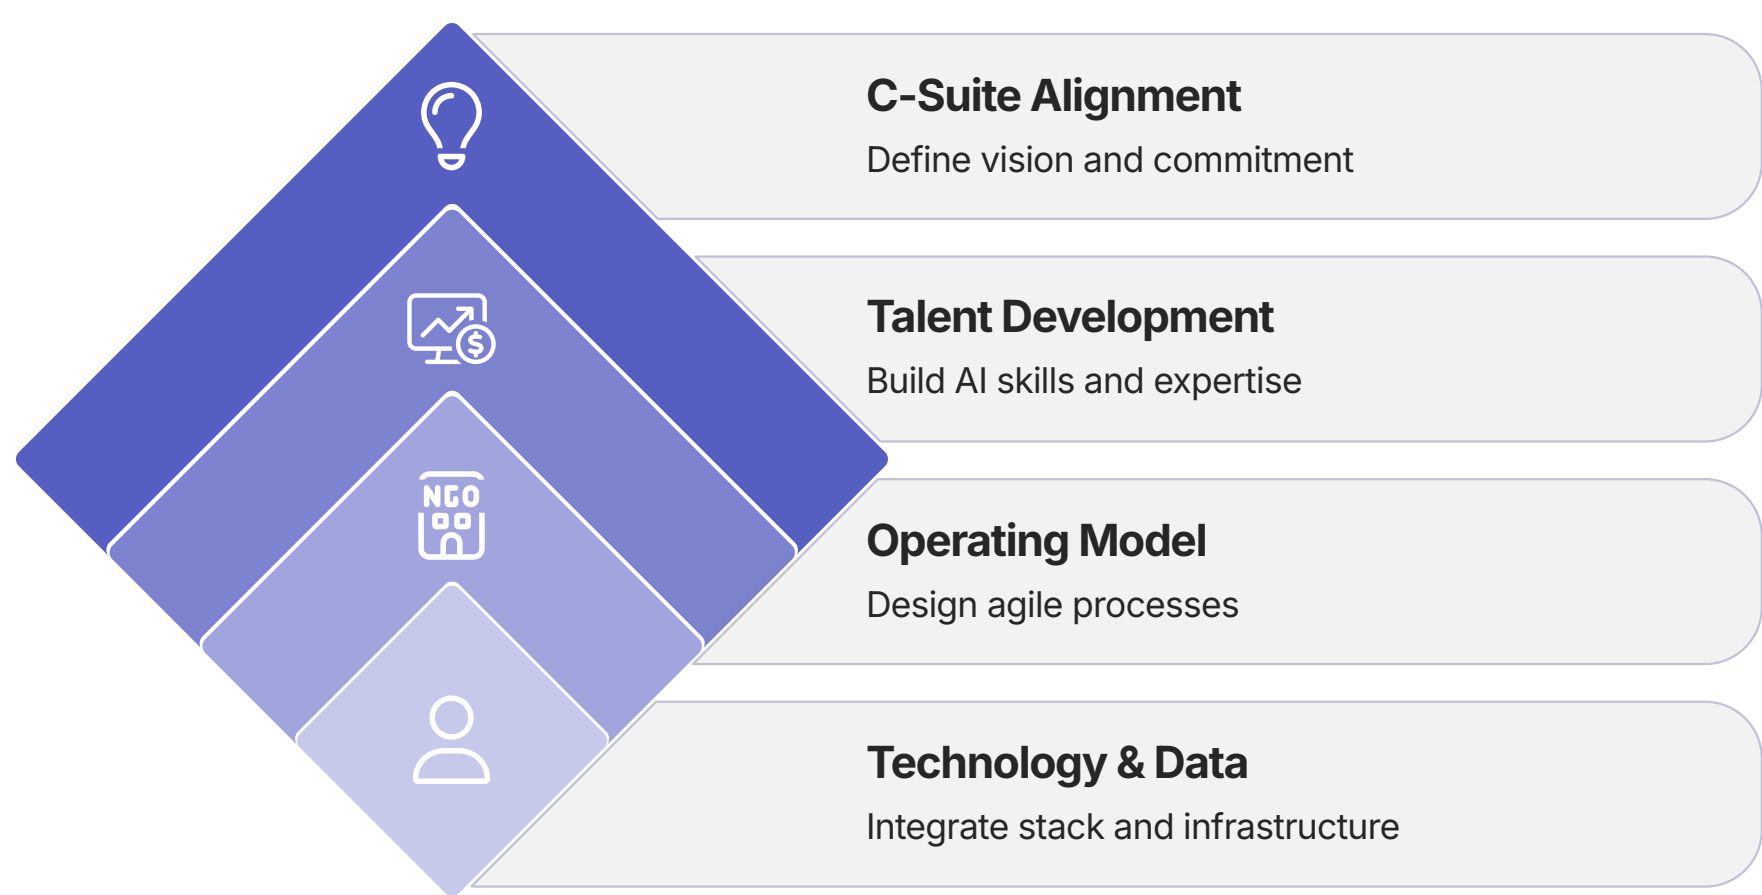 C-Suite Alignment
Define vision and commitment
$
Talent Development
Build AI skills and expertise
NGO
Operating Model
Design agile processes
Technology & Data
Integrate stack and infrastructure